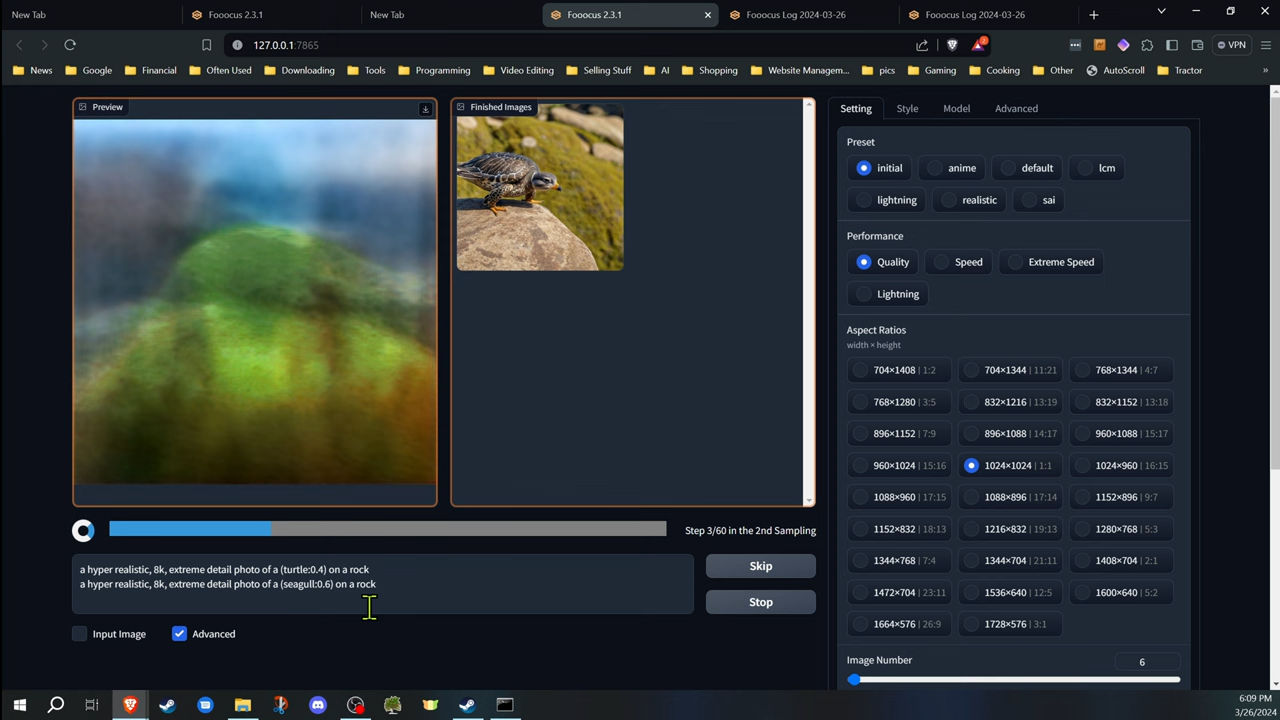 New Tab
Fooocus 2.3.1
New Tab
Fooocus 2.3.1
Fooocus Log 2024-03-26
Fooocus Log 2024-03-26
127.0.0.1:7865
2
VPN
News
Google
Financial
Often Used
Downloading
Tools
Programming
Video Editing
Selling Stuff
AI
Shopping
Website Managem...
pics
Gaming
Cooking
Other
AutoScroll
Tractor
Preview
Finished Images
Setting
Style
Model
Advanced
Preset
initial
anime
default
lcm
lightning
realistic
sai
Performance
Quality
Speed
Extreme Speed
Lightning
Aspect Ratios
width × height
704×1408 | 1:2
704×1344 | 11:21
768×1344 | 4:7
768×1280 | 3:5
832×1216 | 13:19
832×1152 | 13:18
896×1152 | 7:9
896×1088 | 14:17
960×1088 | 15:17
960×1024 | 15:16
1024×1024 | 1:1
1024×960 | 16:15
1088×960 | 17:15
1088×896 | 17:14
1152×896 | 9:7
1152×832 | 18:13
1216×832 | 19:13
1280×768 | 5:3
1344×768 | 7:4
1344×704 | 21:11
1408×704 | 2:1
1472×704 | 23:11
1536×640 | 12:5
1600×640 | 5:2
1664×576 | 26:9
1728×576 | 3:1
Image Number
6
Step 3/60 in the 2nd Sampling
a hyper realistic, 8k, extreme detail photo of a (turtle:0.4) on a rock
a hyper realistic, 8k, extreme detail photo of a (seagull:0.6) on a rock
Skip
Stop
Input Image
Advanced
6:09 PM
3/26/2024